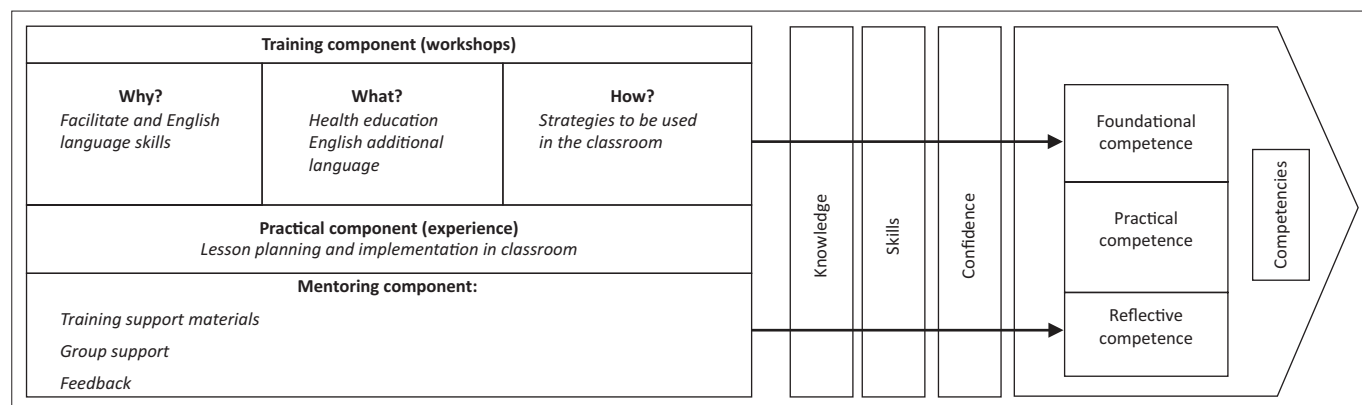 Training component (workshops)
Why?
Facilitate and English
language skills
What?
Health education
English additional
language
How?
Strategies to be used
in the classroom
Practical component (experience)
Lesson planning and implementation in classroom
Mentoring component:
Training support materials
Group support
Feedback
Knowledge
Skills
Confidence
Foundational
competence
Practical
competence
Reflective
competence
Competencies